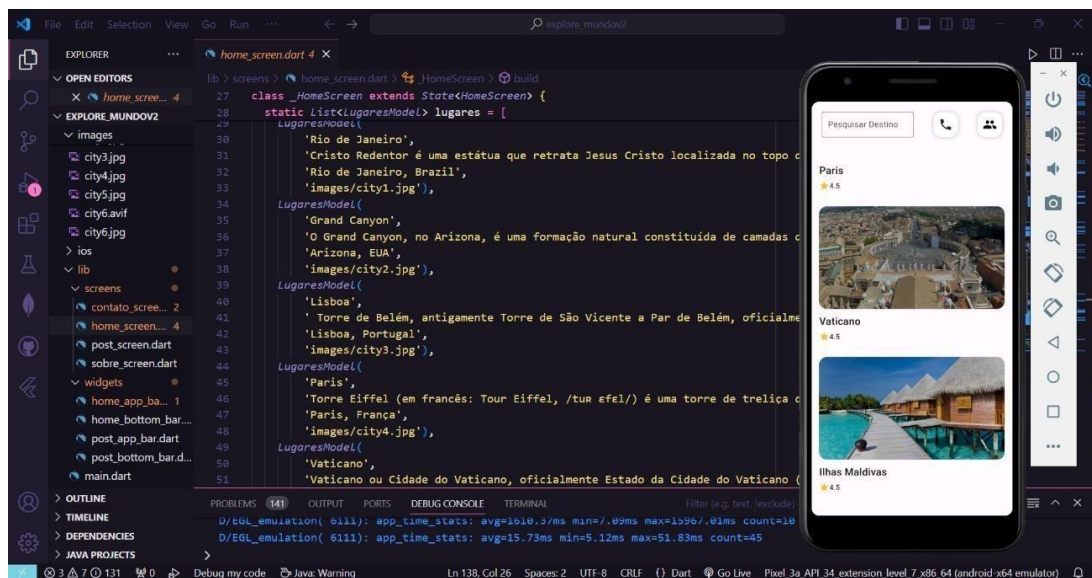 File Edit Selection View Go Run ... explore_mundov2
EXPLORER ...
OPEN EDITORS
home_scree... 4
EXPLORE_MUNDOV2
images
city3.jpg
city4.jpg
city5.jpg
city6.avif
city6.jpg
ios
lib
screens
contato_scree... 2
home_screen.... 4
post_screen.dart
sobre_screen.dart
widgets
home_app_ba... 1
home_bottom_bar....
post_app_bar.dart
post_bottom_bar.d...
main.dart
OUTLINE
TIMELINE
DEPENDENCIES
JAVA PROJECTS
1
home_screen.dart 4
lib > screens > home_screen.dart > _HomeScreen > build
27 class _HomeScreen extends State<HomeScreen> {
28 static List<LugaresModel> lugares = [
29 LugaresModel(
30 'Rio de Janeiro',
31 'Cristo Redentor é uma estátua que retrata Jesus Cristo localizada no topo
32 'Rio de Janeiro, Brazil',
33 'images/city1.jpg'),
34 LugaresModel(
35 'Grand Canyon',
36 'O Grand Canyon, no Arizona, é uma formação natural constituída de camadas
37 'Arizona, EUA',
38 'images/city2.jpg'),
39 LugaresModel(
40 'Lisboa',
41 ' Torre de Belém, antigamente Torre de São Vicente a Par de Belém, oficialme
42 'Lisboa, Portugal',
43 'images/city3.jpg'),
44 LugaresModel(
45 'Paris',
46 'Torre Eiffel (em francês: Tour Eiffel, /tuʀ ɛfɛl/) é uma torre de treliça
47 'Paris, França',
48 'images/city4.jpg'),
49 LugaresModel(
50 'Vaticano',
51 'Vaticano ou Cidade do Vaticano, oficialmente Estado da Cidade do Vaticano (
PROBLEMS 141 OUTPUT PORTS DEBUG CONSOLE TERMINAL Filter (e.g. text, !exclude)
D/EGL_emulation( 6111): app_time_stats: avg=1610.37ms min=7.09ms max=15967.01ms count=10
D/EGL_emulation( 6111): app_time_stats: avg=15.73ms min=5.12ms max=51.83ms count=45
>
Pesquisar Destino
Paris
4.5
Vaticano
4.5
Ilhas Maldivas
4.5
3 7 131 0 Debug my code Java: Warning Ln 138, Col 26 Spaces: 2 UTF-8 CRLF {} Dart Go Live Pixel_3a_API_34_extension_level_7_x86_64 (android-x64 emulator)